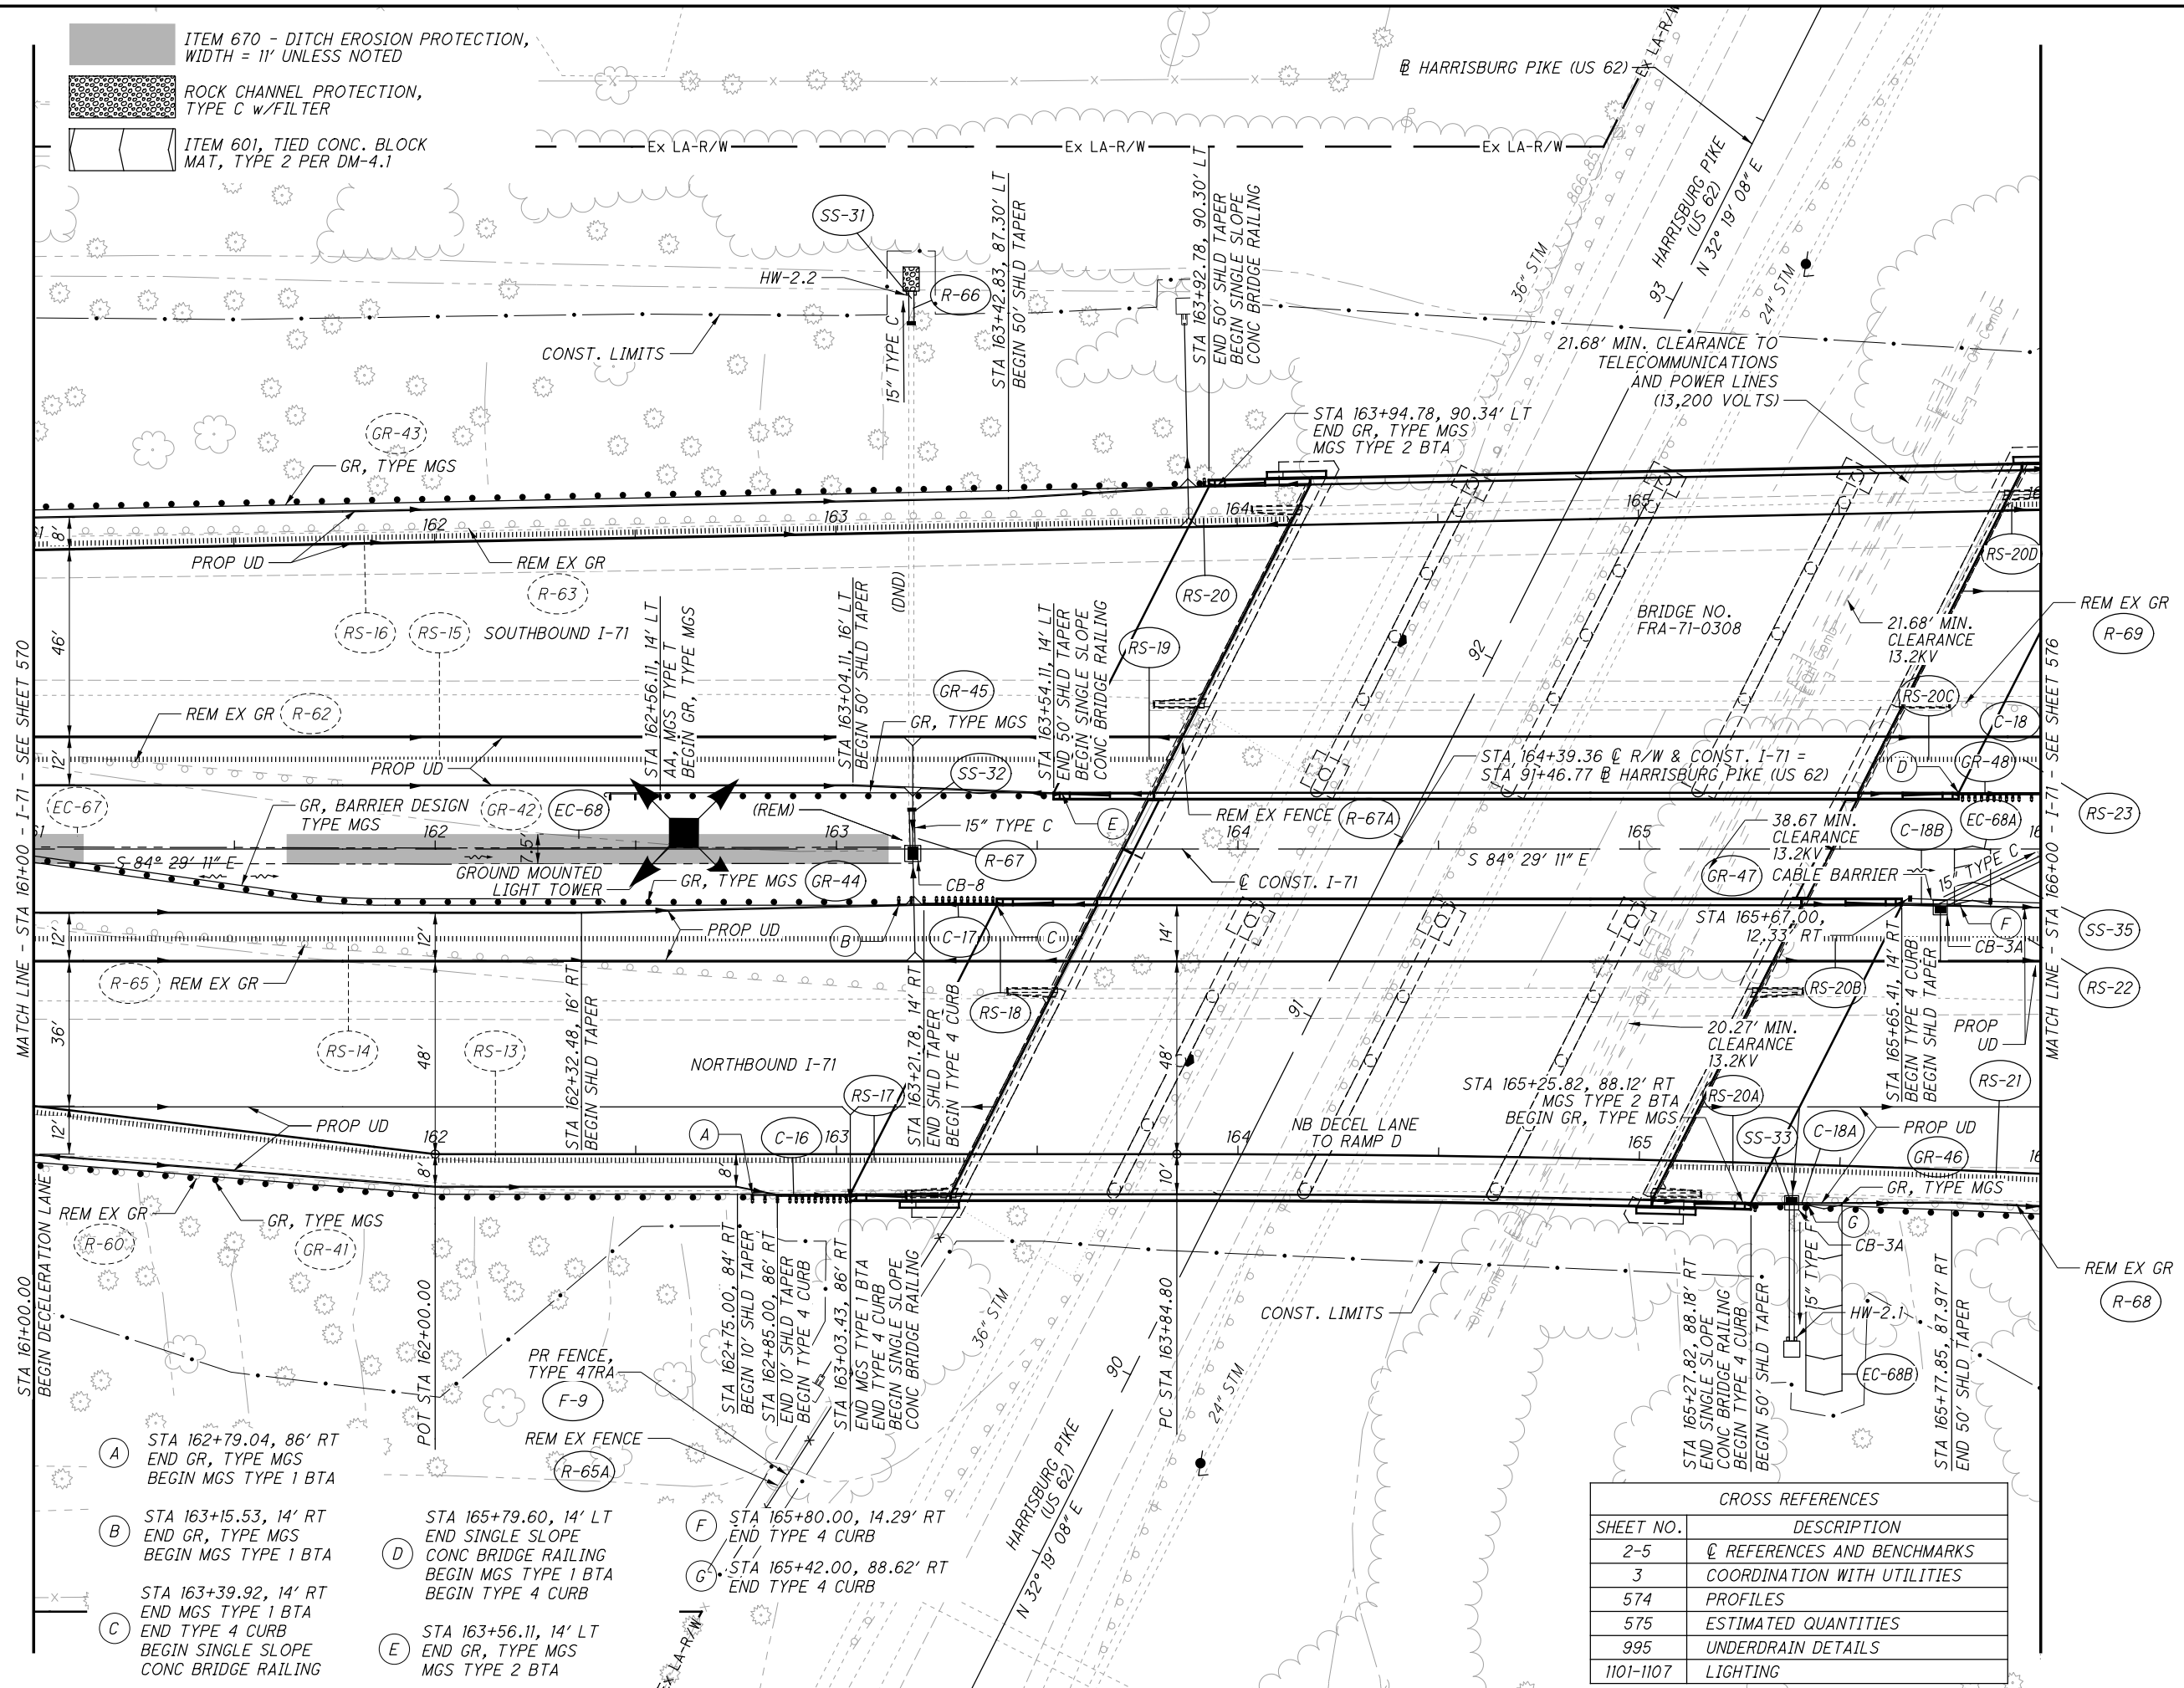 ITEM 670 - DITCH EROSION PROTECTION,
WIDTH = 11' UNLESS NOTED
ROCK CHANNEL PROTECTION,
TYPE C w/FILTER
ITEM 601, TIED CONC. BLOCK
MAT, TYPE 2 PER DM-4.1
Ex LA-R/W
Ex LA-R/W
Ex LA-R/W
Ex LA-R/W
℄ HARRISBURG PIKE (US 62)
HARRISBURG PIKE
(US 62)
N 32° 19' 08" E
93
866.85
36" STM
24" STM
SS-31
HW-2.2
R-66
15" TYPE C
CONST. LIMITS
STA 163+42.83, 87.30' LT
BEGIN 50' SHLD TAPER
STA 163+92.78, 90.30' LT
END 50' SHLD TAPER
BEGIN SINGLE SLOPE
CONC BRIDGE RAILING
21.68' MIN. CLEARANCE TO
TELECOMMUNICATIONS
AND POWER LINES
(13,200 VOLTS)
OH-Comb
STA 163+94.78, 90.34' LT
END GR, TYPE MGS
MGS TYPE 2 BTA
GR-43
GR, TYPE MGS
8'
162
163
164
165
PROP UD
REM EX GR
R-63
RS-16
RS-15
SOUTHBOUND I-71
46'
(DND)
RS-20
RS-19
RS-20D
BRIDGE NO.
FRA-71-0308
21.68' MIN.
CLEARANCE
13.2KV
REM EX GR
R-69
92
STA 162+56.11, 14' LT
AA, MGS TYPE T
BEGIN GR, TYPE MGS
STA 163+04.11, 16' LT
BEGIN 50' SHLD TAPER
STA 163+54.11, 14' LT
END 50' SHLD TAPER
BEGIN SINGLE SLOPE
CONC BRIDGE RAILING
GR-45
GR, TYPE MGS
SS-32
RS-20C
C-18
GR-48
D
REM EX GR
R-62
12'
PROP UD
STA 164+39.36 ℄ R/W & CONST. I-71 =
STA 91+46.77 ℄ HARRISBURG PIKE (US 62)
EC-67
GR, BARRIER DESIGN
TYPE MGS
GR-42
EC-68
(REM)
15" TYPE C
E
REM EX FENCE
R-67A
38.67 MIN.
CLEARANCE
13.2KV
C-18B
EC-68A
RS-23
162
163
164
165
S 84° 29' 11" E
7.5'
GROUND MOUNTED
LIGHT TOWER
GR, TYPE MGS
GR-44
R-67
CB-8
℄ CONST. I-71
S 84° 29' 11" E
GR-47
CABLE BARRIER
15" TYPE C
12'
12'
PROP UD
B
C-17
C
14'
STA 165+67.00,
12.33' RT
F
CB-3A
SS-35
R-65
REM EX GR
RS-18
RS-20B
RS-22
36'
48'
48'
RS-14
RS-13
STA 162+32.48, 16' RT
BEGIN SHLD TAPER
NORTHBOUND I-71
STA 163+21.78, 14' RT
END SHLD TAPER
BEGIN TYPE 4 CURB
91
20.27' MIN.
CLEARANCE
13.2KV
STA 165+65.41, 14' RT
BEGIN TYPE 4 CURB
BEGIN SHLD TAPER
PROP
UD
RS-21
12'
PROP UD
RS-17
A
C-16
162
163
164
165
NB DECEL LANE
TO RAMP D
STA 165+25.82, 88.12' RT
MGS TYPE 2 BTA
BEGIN GR, TYPE MGS
RS-20A
SS-33
C-18A
PROP UD
GR-46
8'
8'
10'
REM EX GR
R-60
GR, TYPE MGS
GR-41
GR, TYPE MGS
G
CB-3A
REM EX GR
R-68
MATCH LINE - STA 161+00 - I-71 - SEE SHEET 570
MATCH LINE - STA 166+00 - I-71 - SEE SHEET 576
STA 161+00.00
BEGIN DECELERATION LANE
POT STA 162+00.00
STA 162+75.00, 84' RT
BEGIN 10' SHLD TAPER
STA 162+85.00, 86' RT
END 10' SHLD TAPER
BEGIN TYPE 4 CURB
STA 163+03.43, 86' RT
END MGS TYPE 1 BTA
END TYPE 4 CURB
BEGIN SINGLE SLOPE
CONC BRIDGE RAILING
36" STM
PC STA 163+84.80
CONST. LIMITS
OH-Comb
STA 165+27.82, 88.18' RT
END SINGLE SLOPE
CONC BRIDGE RAILING
BEGIN TYPE 4 CURB
BEGIN 50' SHLD TAPER
15" TYPE F
HW-2.1
EC-68B
STA 165+77.85, 87.97' RT
END 50' SHLD TAPER
PR FENCE,
TYPE 47RA
F-9
REM EX FENCE
R-65A
90
24" STM
HARRISBURG PIKE
(US 62)
N 32° 19' 08" E
Ex LA-R/W
A
STA 162+79.04, 86' RT
END GR, TYPE MGS
BEGIN MGS TYPE 1 BTA
B
STA 163+15.53, 14' RT
END GR, TYPE MGS
BEGIN MGS TYPE 1 BTA
C
STA 163+39.92, 14' RT
END MGS TYPE 1 BTA
END TYPE 4 CURB
BEGIN SINGLE SLOPE
CONC BRIDGE RAILING
D
STA 165+79.60, 14' LT
END SINGLE SLOPE
CONC BRIDGE RAILING
BEGIN MGS TYPE 1 BTA
BEGIN TYPE 4 CURB
E
STA 163+56.11, 14' LT
END GR, TYPE MGS
MGS TYPE 2 BTA
F
STA 165+80.00, 14.29' RT
END TYPE 4 CURB
G
STA 165+42.00, 88.62' RT
END TYPE 4 CURB
CROSS REFERENCES
SHEET NO. DESCRIPTION
2-5 ℄ REFERENCES AND BENCHMARKS
3 COORDINATION WITH UTILITIES
574 PROFILES
575 ESTIMATED QUANTITIES
995 UNDERDRAIN DETAILS
1101-1107 LIGHTING